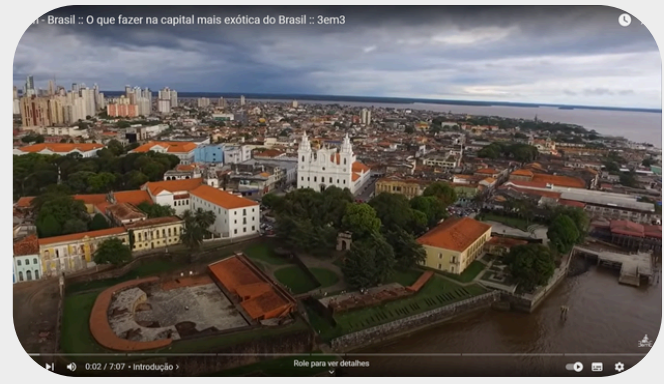 - Brasil :: O que fazer na capital mais exótica do Brasil :: 3em3
0:02 / 7:07 • Introdução >
Role para ver detalhes